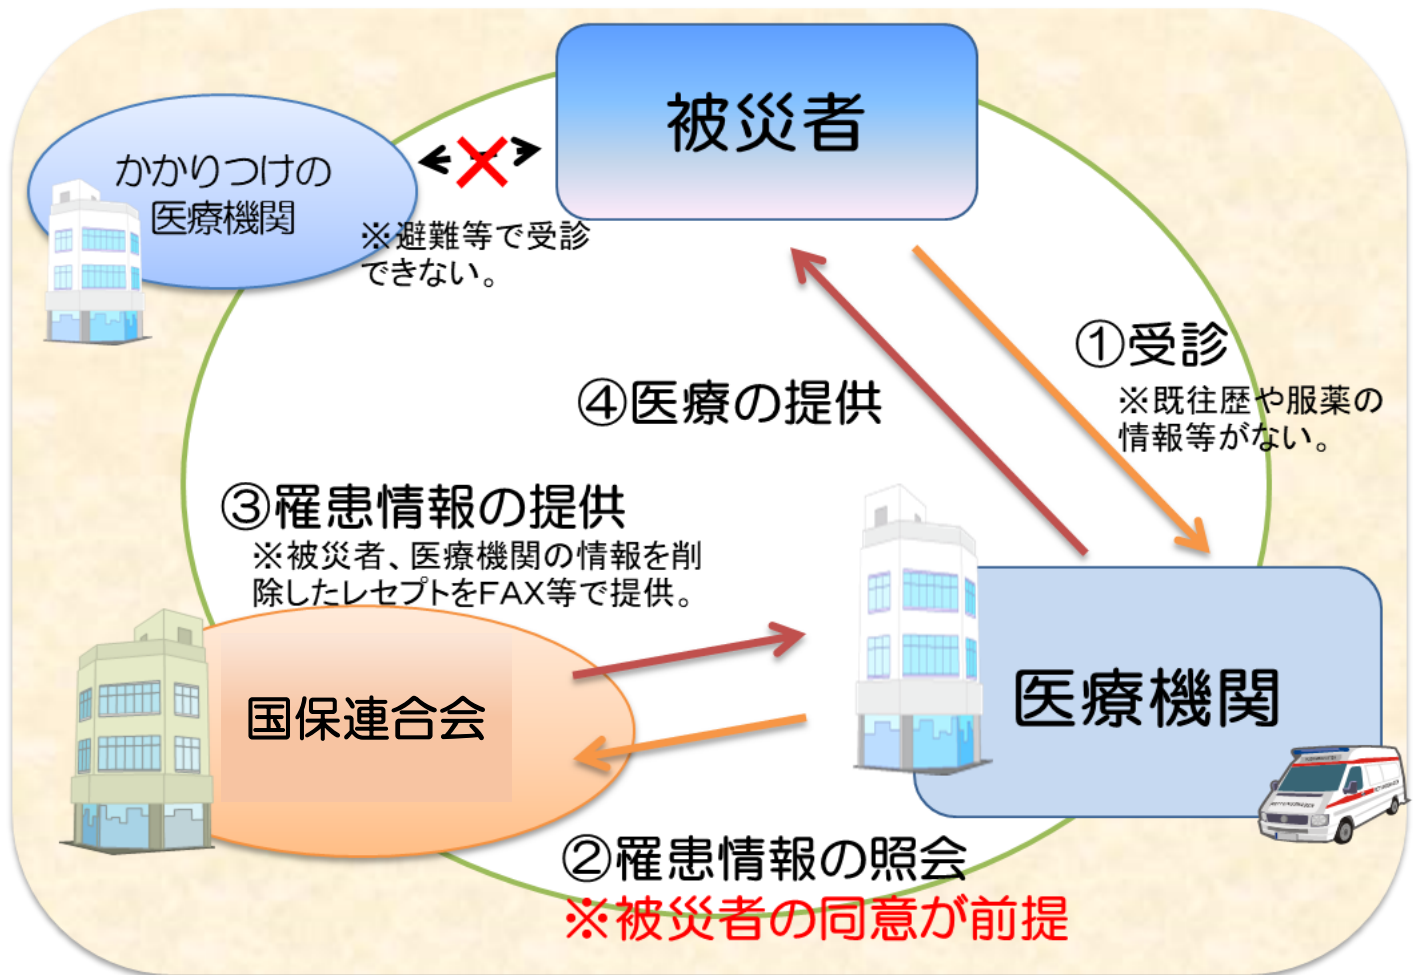 被災者
かかりつけの
医療機関
※避難等で受診
できない。
①受診
※既往歴や服薬の
情報等がない。
④医療の提供
③罹患情報の提供
※被災者、医療機関の情報を削
除したレセプトをFAX等で提供。
国保連合会
医療機関
②罹患情報の照会
※被災者の同意が前提